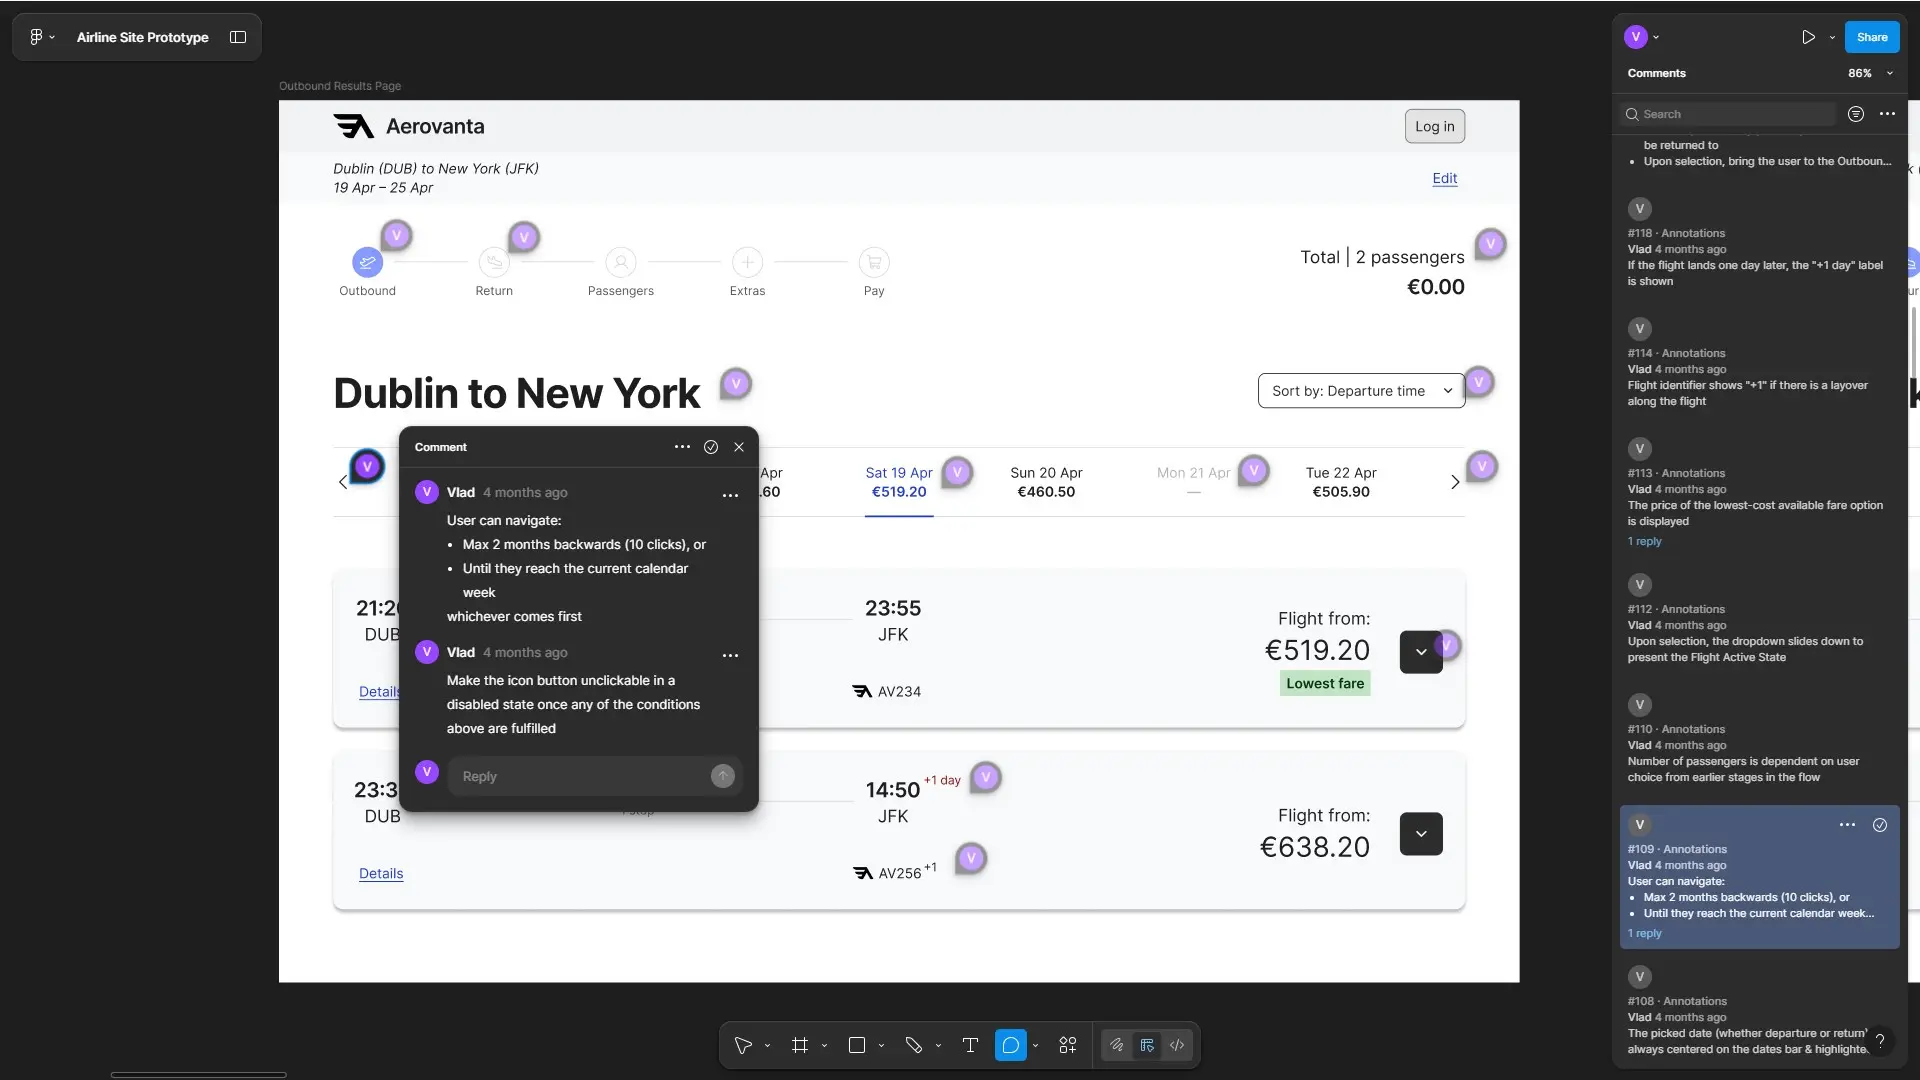 Airline Site Prototype
Outbound Results Page
Aerovanta
Log in
Dublin (DUB) to New York (JFK)
19 Apr – 25 Apr
Edit
V
V
V
Outbound
Return
Passengers
Extras
Pay
Total | 2 passengers
€0.00
Dublin to New York
V
Sort by: Departure time
V
V
Apr
.60
Sat 19 Apr
€519.20
V
Sun 20 Apr
€460.50
Mon 21 Apr
—
V
Tue 22 Apr
€505.90
V
Comment
V
Vlad 4 months ago
User can navigate:
• Max 2 months backwards (10 clicks), or
• Until they reach the current calendar
week
whichever comes first
V
Vlad 4 months ago
Make the icon button unclickable in a
disabled state once any of the conditions
above are fulfilled
V
Reply
DUB
Details
23:55
JFK
AV234
Flight from:
€519.20
Lowest fare
V
DUB
Details
14:50 +1 day
V
JFK
AV256 +1
V
Flight from:
€638.20
V
Share
Comments
86%
Search
be returned to
• Upon selection, bring the user to the Outboun...
V
#118 · Annotations
Vlad 4 months ago
If the flight lands one day later, the "+1 day" label
is shown
V
#114 · Annotations
Vlad 4 months ago
Flight identifier shows "+1" if there is a layover
along the flight
V
#113 · Annotations
Vlad 4 months ago
The price of the lowest-cost available fare option
is displayed
1 reply
V
#112 · Annotations
Vlad 4 months ago
Upon selection, the dropdown slides down to
present the Flight Active State
V
#110 · Annotations
Vlad 4 months ago
Number of passengers is dependent on user
choice from earlier stages in the flow
V
#109 · Annotations
Vlad 4 months ago
User can navigate:
• Max 2 months backwards (10 clicks), or
• Until they reach the current calendar week...
1 reply
V
#108 · Annotations
Vlad 4 months ago
The picked date (whether departure or return)
always centered on the dates bar & highlighte
?